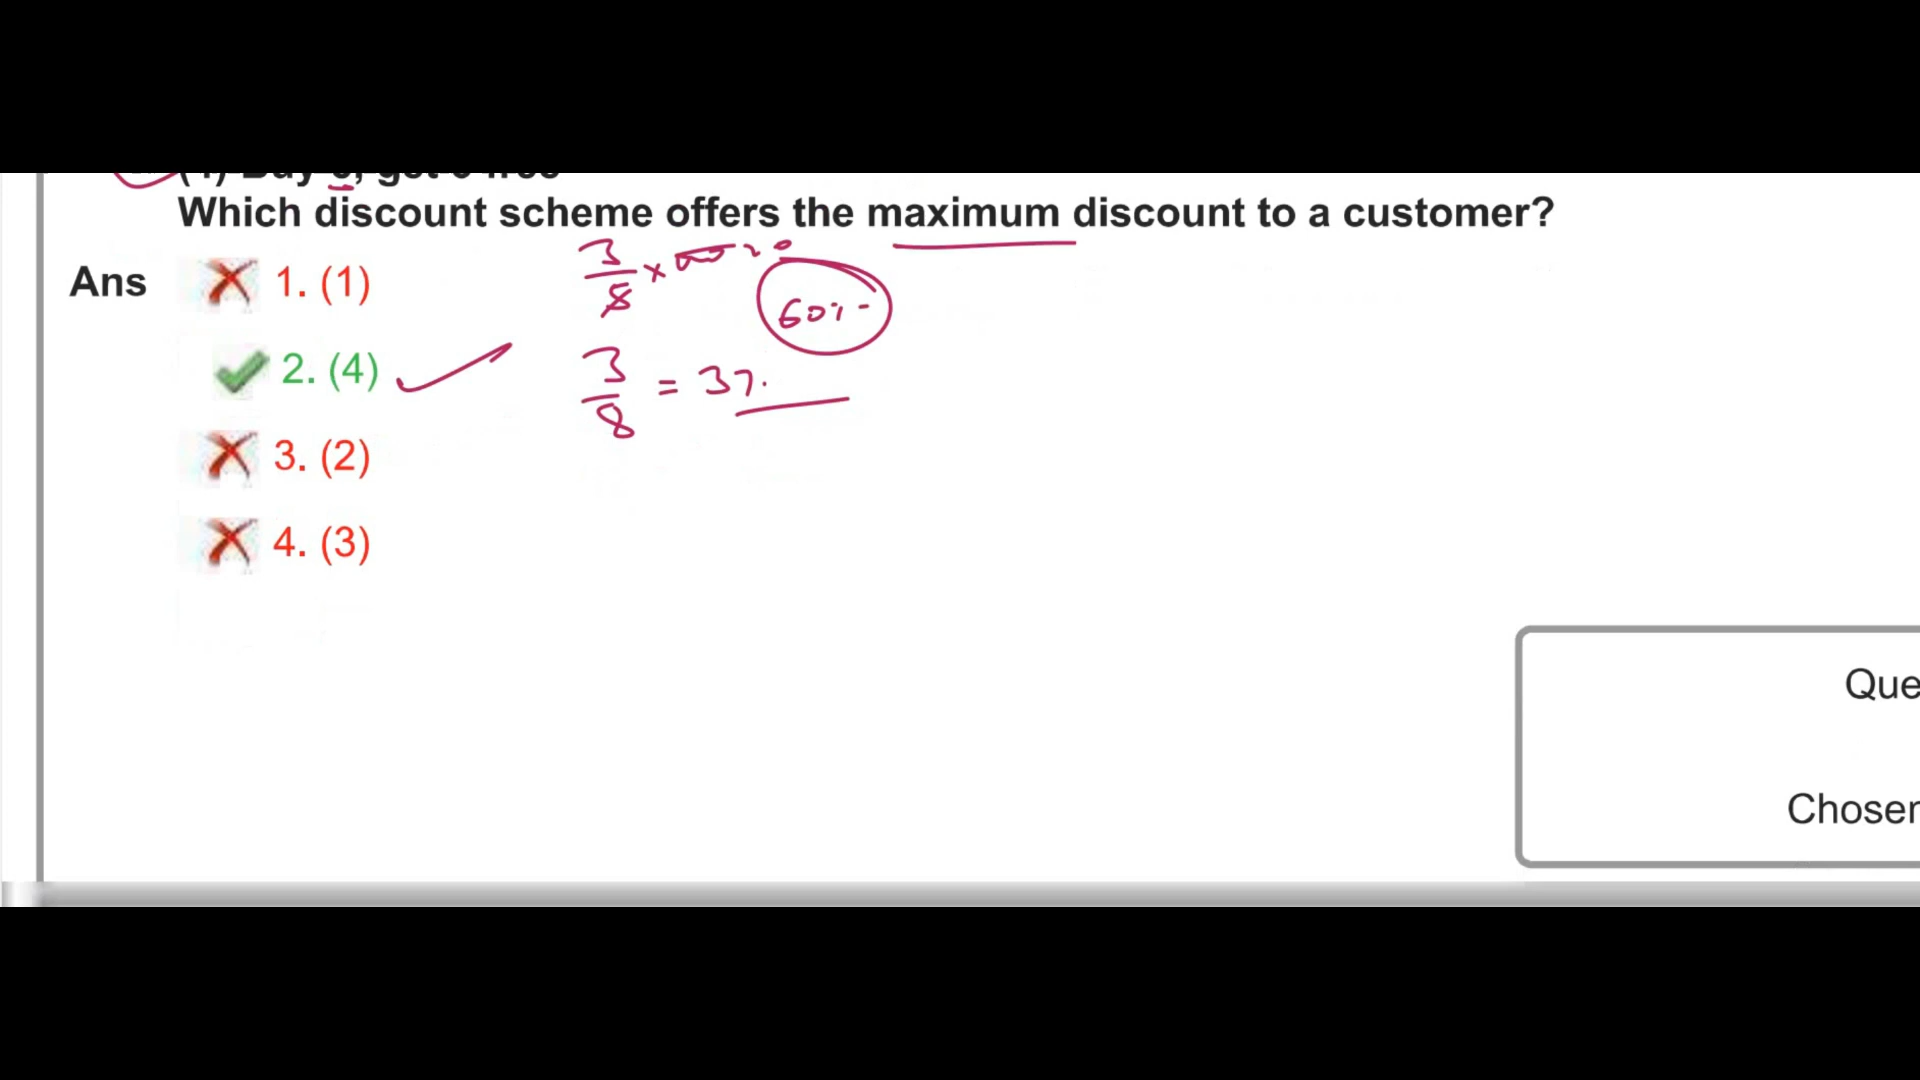 Which discount scheme offers the maximum discount to a customer?
Ans
1. (1)
2. (4)
3. (2)
4. (3)
3/5 ×
60%
3/8 = 37.
Que
Chosen